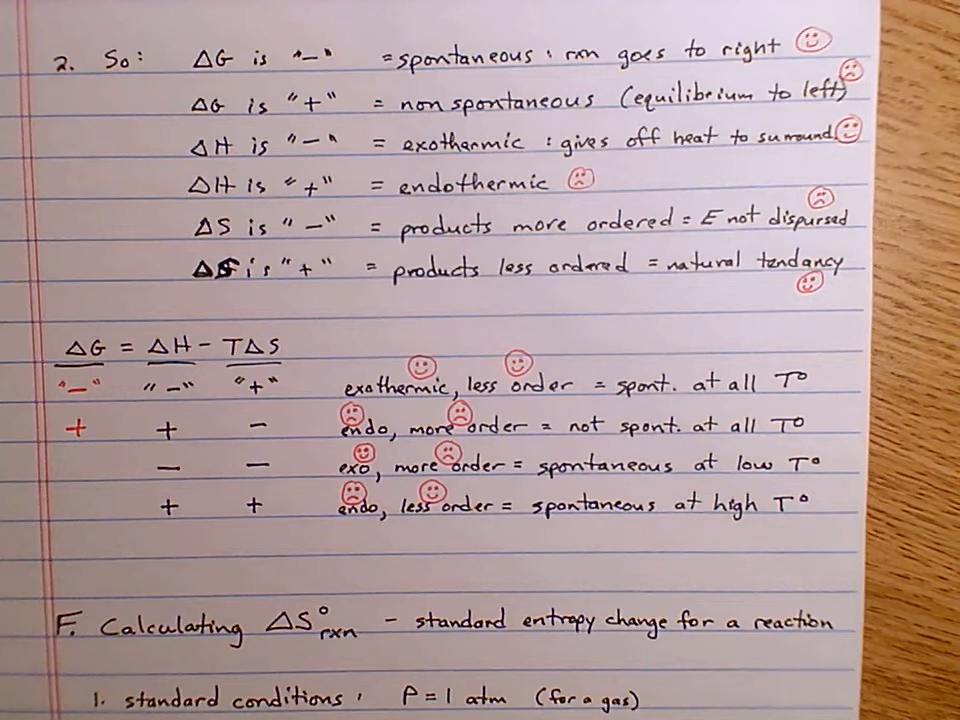 2. So: ΔG is "−" = spontaneous : rxn goes to right
ΔG is "+" = non spontaneous (equilibrium to left)
ΔH is "−" = exothermic : gives off heat to surround
ΔH is "+" = endothermic
ΔS is "−" = products more ordered = E not dispursed
ΔS is "+" = products less ordered = natural tendancy
ΔG = ΔH − TΔS
"−" "−" "+" exothermic, less order = spont. at all T°
+ + − endo, more order = not spont. at all T°
− − exo, more order = spontaneous at low T°
+ + endo, less order = spontaneous at high T°
F. Calculating ΔS°rxn − standard entropy change for a reaction
1. standard conditions : P = 1 atm (for a gas)